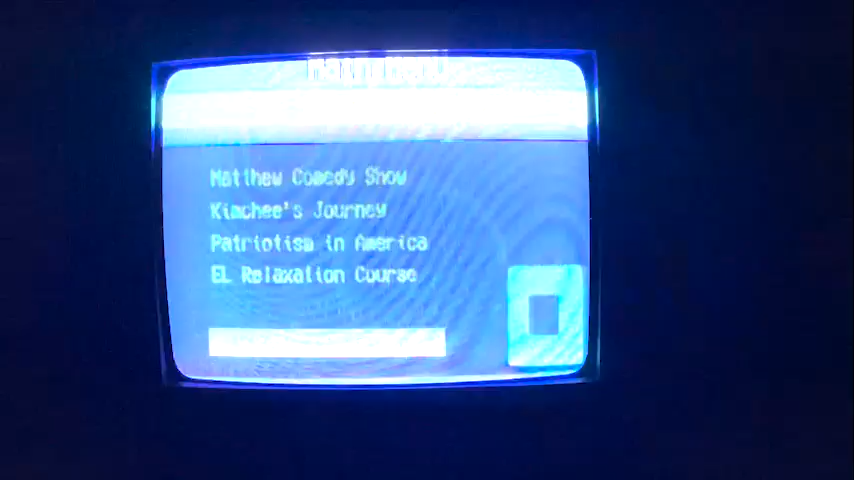 Matthew Comedy Show
Kimchee's Journey
Patriotism in America
EL Relaxation Course